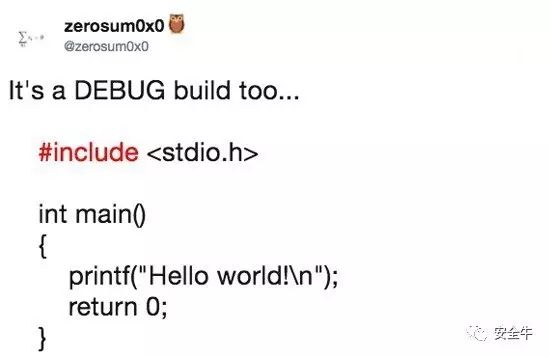 zerosum0x0🦉
@zerosum0x0
It's a DEBUG build too...
#include <stdio.h>
int main()
{
printf("Hello world!\n");
return 0;
}
安全牛